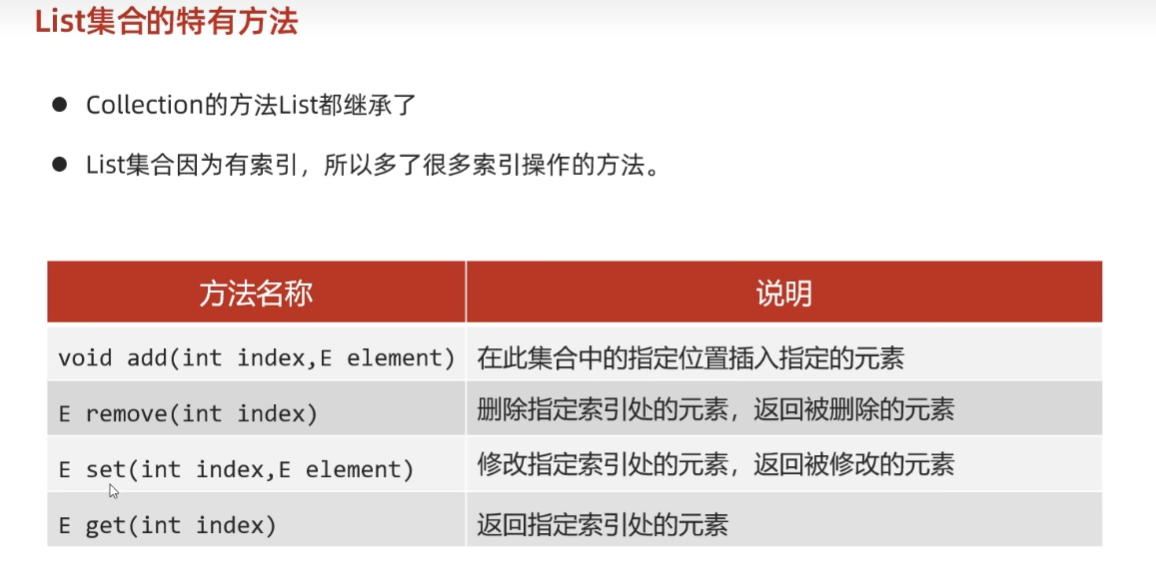 List集合的特有方法
● Collection的方法List都继承了
● List集合因为有索引，所以多了很多索引操作的方法。
方法名称 说明
void add(int index,E element) 在此集合中的指定位置插入指定的元素
E remove(int index) 删除指定索引处的元素，返回被删除的元素
E set(int index,E element) 修改指定索引处的元素，返回被修改的元素
E get(int index) 返回指定索引处的元素